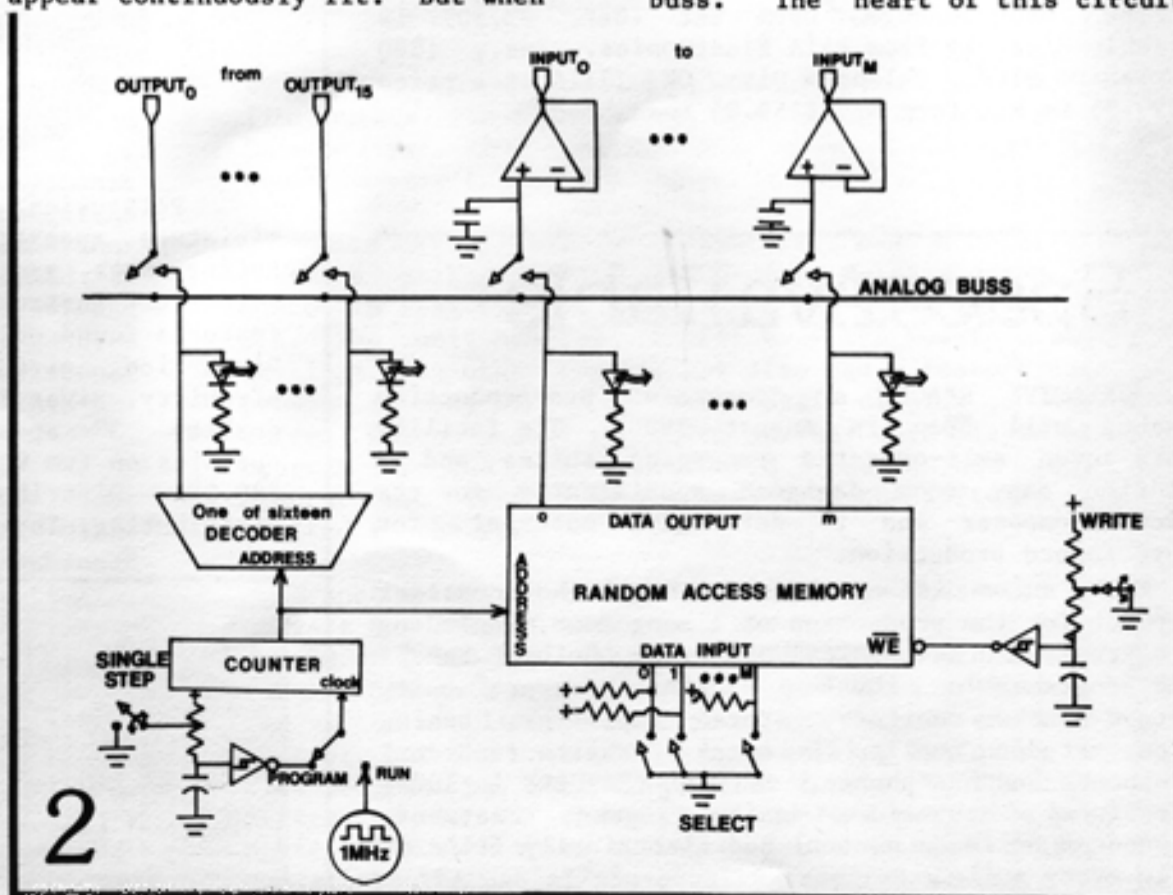 appear continuously lit. But when
buss. The heart of this circui
OUTPUT0 from OUTPUT15
INPUT0 to INPUTM
ANALOG BUSS
One of sixteen
DECODER
ADDRESS
0 DATA OUTPUT m
ADDRESS
RANDOM ACCESS MEMORY
DATA INPUT
WE
0 1 M
+ WRITE
SINGLE
STEP
COUNTER
clock
PROGRAM
RUN
1MHz
SELECT
2